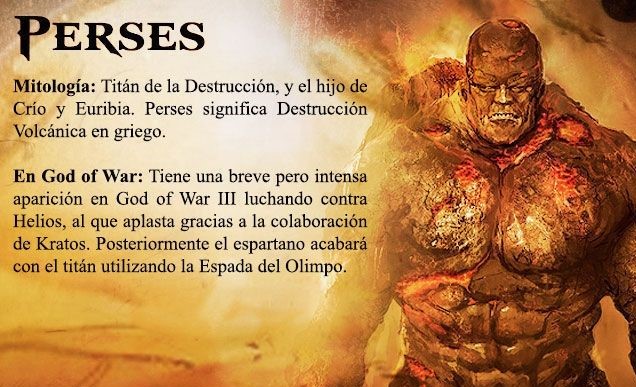 PERSES
Mitología: Titán de la Destrucción, y el hijo de
Crío y Euribia. Perses significa Destrucción
Volcánica en griego.
En God of War: Tiene una breve pero intensa
aparición en God of War III luchando contra
Helios, al que aplasta gracias a la colaboración
de Kratos. Posteriormente el espartano acabará
con el titán utilizando la Espada del Olimpo.